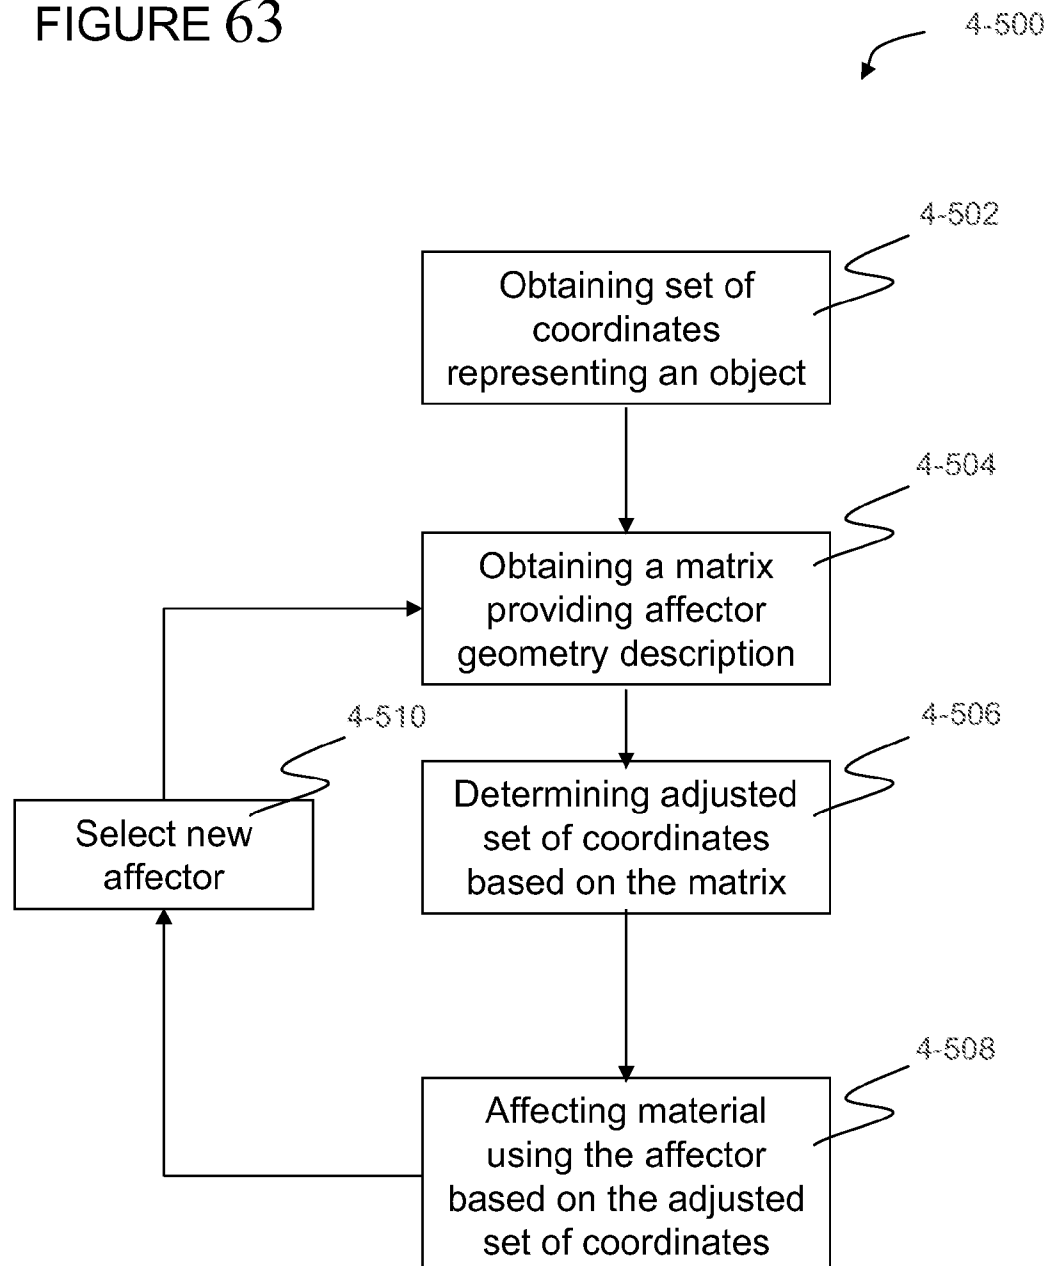 FIGURE 63
4-500
4-502
Obtaining set of
coordinates
representing an object
4-504
Obtaining a matrix
providing affector
geometry description
4-510
4-506
Select new
affector
Determining adjusted
set of coordinates
based on the matrix
4-508
Affecting material
using the affector
based on the adjusted
set of coordinates